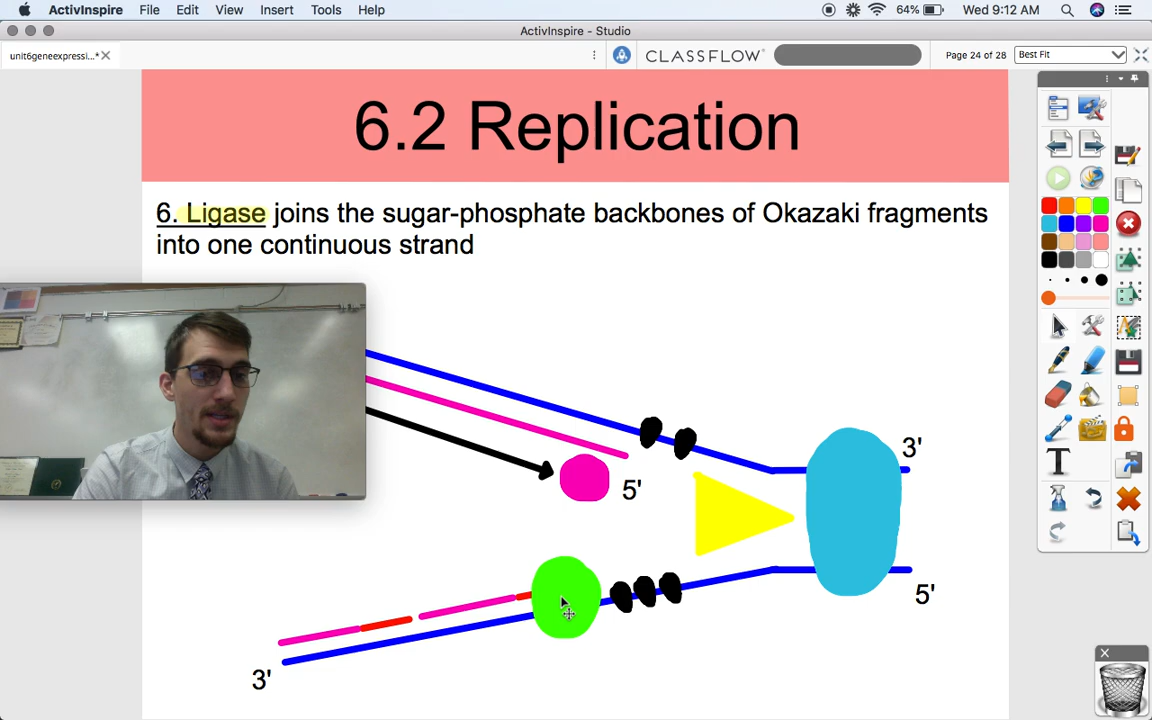 ActivInspire File Edit View Insert Tools Help 64% Wed 9:12 AM
ActivInspire - Studio
unit6geneexpressi...* CLASSFLOW Page 24 of 28 Best Fit
6.2 Replication
6. Ligase joins the sugar-phosphate backbones of Okazaki fragments
into one continuous strand
3'
5'
5'
3'